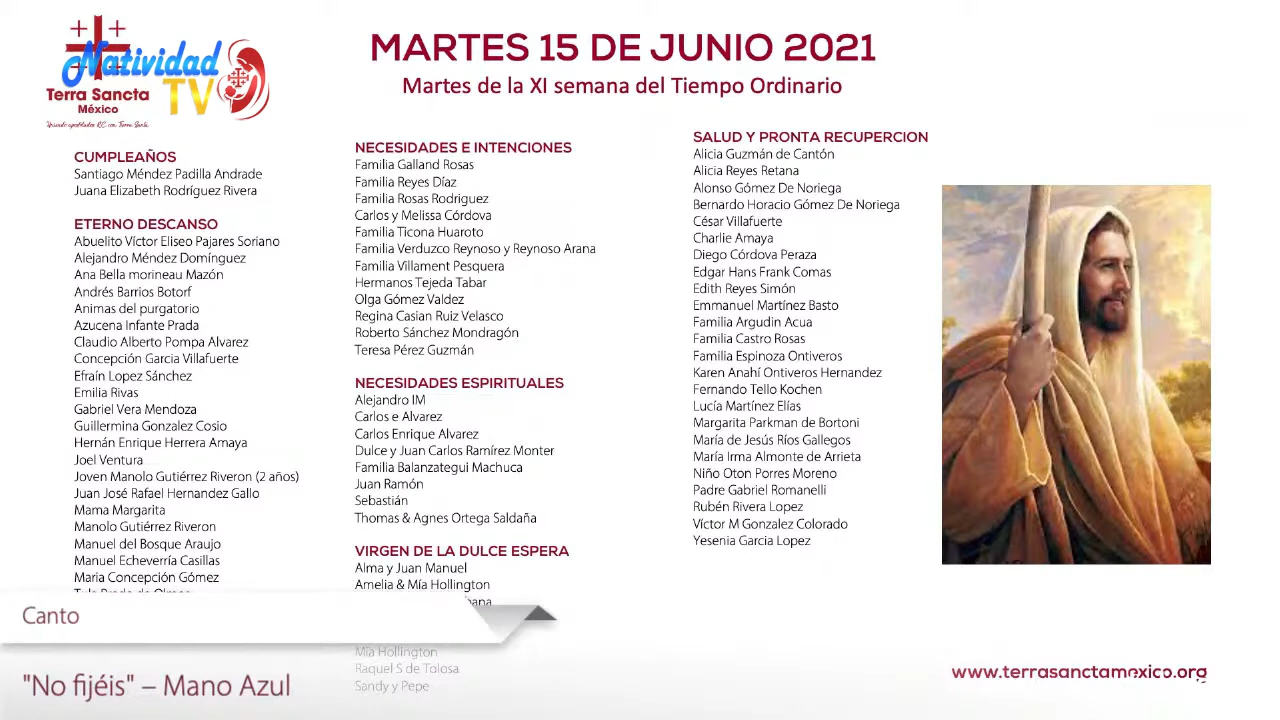 Natividad
TV
Terra Sancta
México
MARTES 15 DE JUNIO 2021
Martes de la XI semana del Tiempo Ordinario
CUMPLEAÑOS
Santiago Méndez Padilla Andrade
Juana Elizabeth Rodríguez Rivera
ETERNO DESCANSO
Abuelito Víctor Eliseo Pajares Soriano
Alejandro Méndez Domínguez
Ana Bella morineau Mazón
Andrés Barrios Botorf
Animas del purgatorio
Azucena Infante Prada
Claudio Alberto Pompa Alvarez
Concepción Garcia Villafuerte
Efraín Lopez Sánchez
Emilia Rivas
Gabriel Vera Mendoza
Guillermina Gonzalez Cosio
Hernán Enrique Herrera Amaya
Joel Ventura
Joven Manolo Gutiérrez Riveron (2 años)
Juan José Rafael Hernandez Gallo
Mama Margarita
Manolo Gutiérrez Riveron
Manuel del Bosque Araujo
Manuel Echeverría Casillas
Maria Concepción Gómez
NECESIDADES E INTENCIONES
Familia Galland Rosas
Familia Reyes Díaz
Familia Rosas Rodriguez
Carlos y Melissa Córdova
Familia Ticona Huaroto
Familia Verduzco Reynoso y Reynoso Arana
Familia Villament Pesquera
Hermanos Tejeda Tabar
Olga Gómez Valdez
Regina Casian Ruiz Velasco
Roberto Sánchez Mondragón
Teresa Pérez Guzmán
NECESIDADES ESPIRITUALES
Alejandro IM
Carlos e Alvarez
Carlos Enrique Alvarez
Dulce y Juan Carlos Ramírez Monter
Familia Balanzategui Machuca
Juan Ramón
Sebastián
Thomas & Agnes Ortega Saldaña
VIRGEN DE LA DULCE ESPERA
Alma y Juan Manuel
Amelia & Mía Hollington
Mía Hollington
Raquel S de Tolosa
Sandy y Pepe
SALUD Y PRONTA RECUPERCION
Alicia Guzmán de Cantón
Alicia Reyes Retana
Alonso Gómez De Noriega
Bernardo Horacio Gómez De Noriega
César Villafuerte
Charlie Amaya
Diego Córdova Peraza
Edgar Hans Frank Comas
Edith Reyes Simón
Emmanuel Martínez Basto
Familia Argudin Acua
Familia Castro Rosas
Familia Espinoza Ontiveros
Karen Anahí Ontiveros Hernandez
Fernando Tello Kochen
Lucía Martínez Elías
Margarita Parkman de Bortoni
María de Jesús Ríos Gallegos
María Irma Almonte de Arrieta
Niño Oton Porres Moreno
Padre Gabriel Romanelli
Rubén Rivera Lopez
Víctor M Gonzalez Colorado
Yesenia Garcia Lopez
Canto
"No fijéis" – Mano Azul
www.terrasanctamexico.org